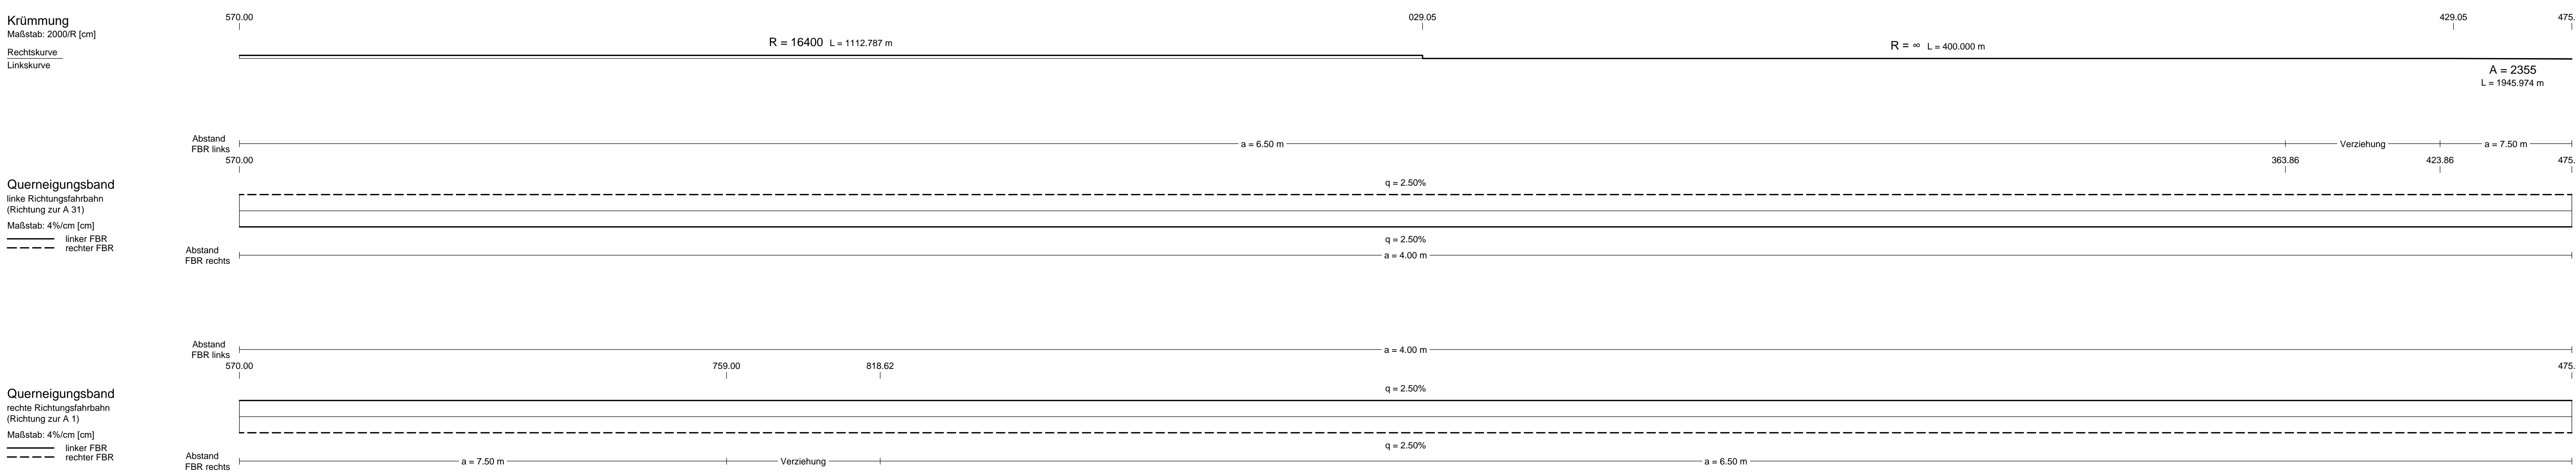 570.00 029.05 429.05 475.
Krümmung
Maßstab: 2000/R [cm]
R = 16400 L = 1112.787 m
R = ∞ L = 400.000 m
Rechtskurve
Linkskurve
A = 2355
L = 1945.974 m
Abstand
FBR links
a = 6.50 m Verziehung a = 7.50 m
570.00 363.86 423.86 475.
Querneigungsband
linke Richtungsfahrbahn
(Richtung zur A 31)
Maßstab: 4%/cm [cm]
linker FBR
rechter FBR
q = 2.50%
q = 2.50%
Abstand
FBR rechts
a = 4.00 m
Abstand
FBR links
a = 4.00 m
570.00 759.00 818.62 475.
Querneigungsband
rechte Richtungsfahrbahn
(Richtung zur A 1)
Maßstab: 4%/cm [cm]
linker FBR
rechter FBR
q = 2.50%
q = 2.50%
Abstand
FBR rechts
a = 7.50 m Verziehung a = 6.50 m